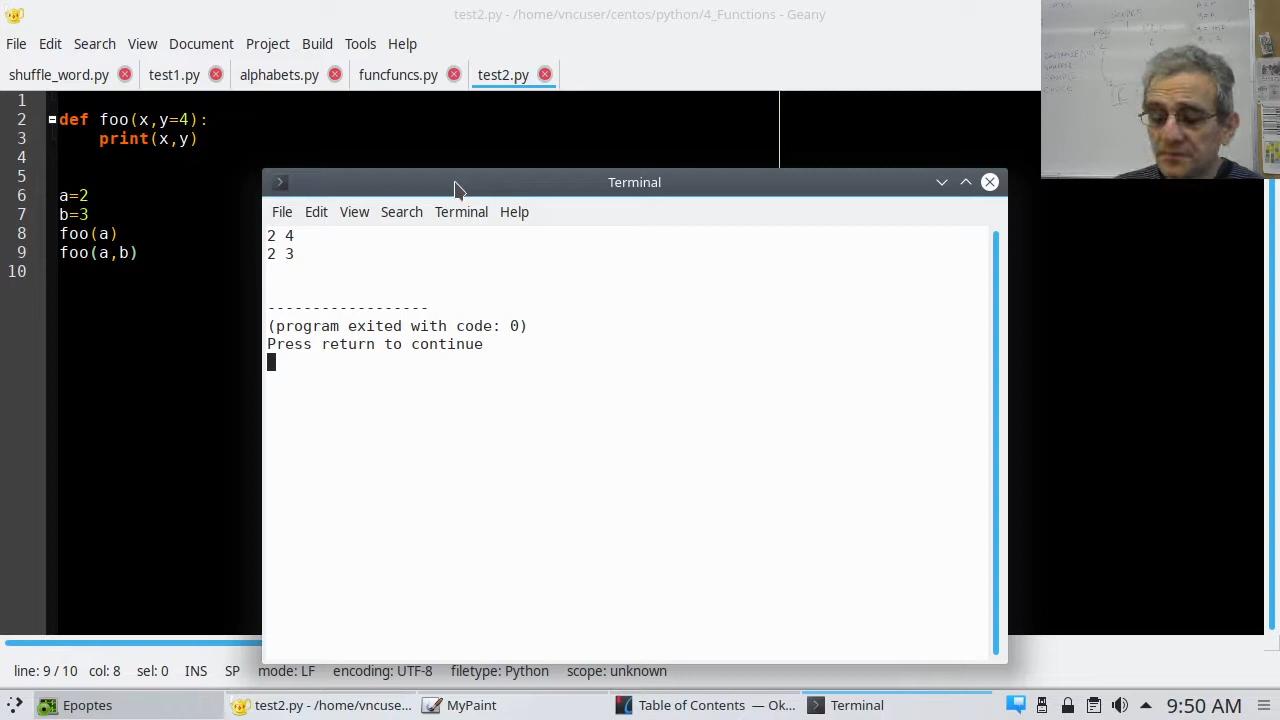 test2.py - /home/vncuser/centos/python/4_Functions - Geany
File Edit Search View Document Project Build Tools Help
shuffle_word.py test1.py alphabets.py funcfuncs.py test2.py
1
2 def foo(x,y=4):
3 print(x,y)
4
5
6 a=2
7 b=3
8 foo(a)
9 foo(a,b)
10
Terminal
File Edit View Search Terminal Help
2 4
2 3
------------------
(program exited with code: 0)
Press return to continue
line: 9 / 10 col: 8 sel: 0 INS SP mode: LF encoding: UTF-8 filetype: Python scope: unknown
Epoptes test2.py - /home/vncuse... MyPaint Table of Contents — Ok... Terminal 9:50 AM